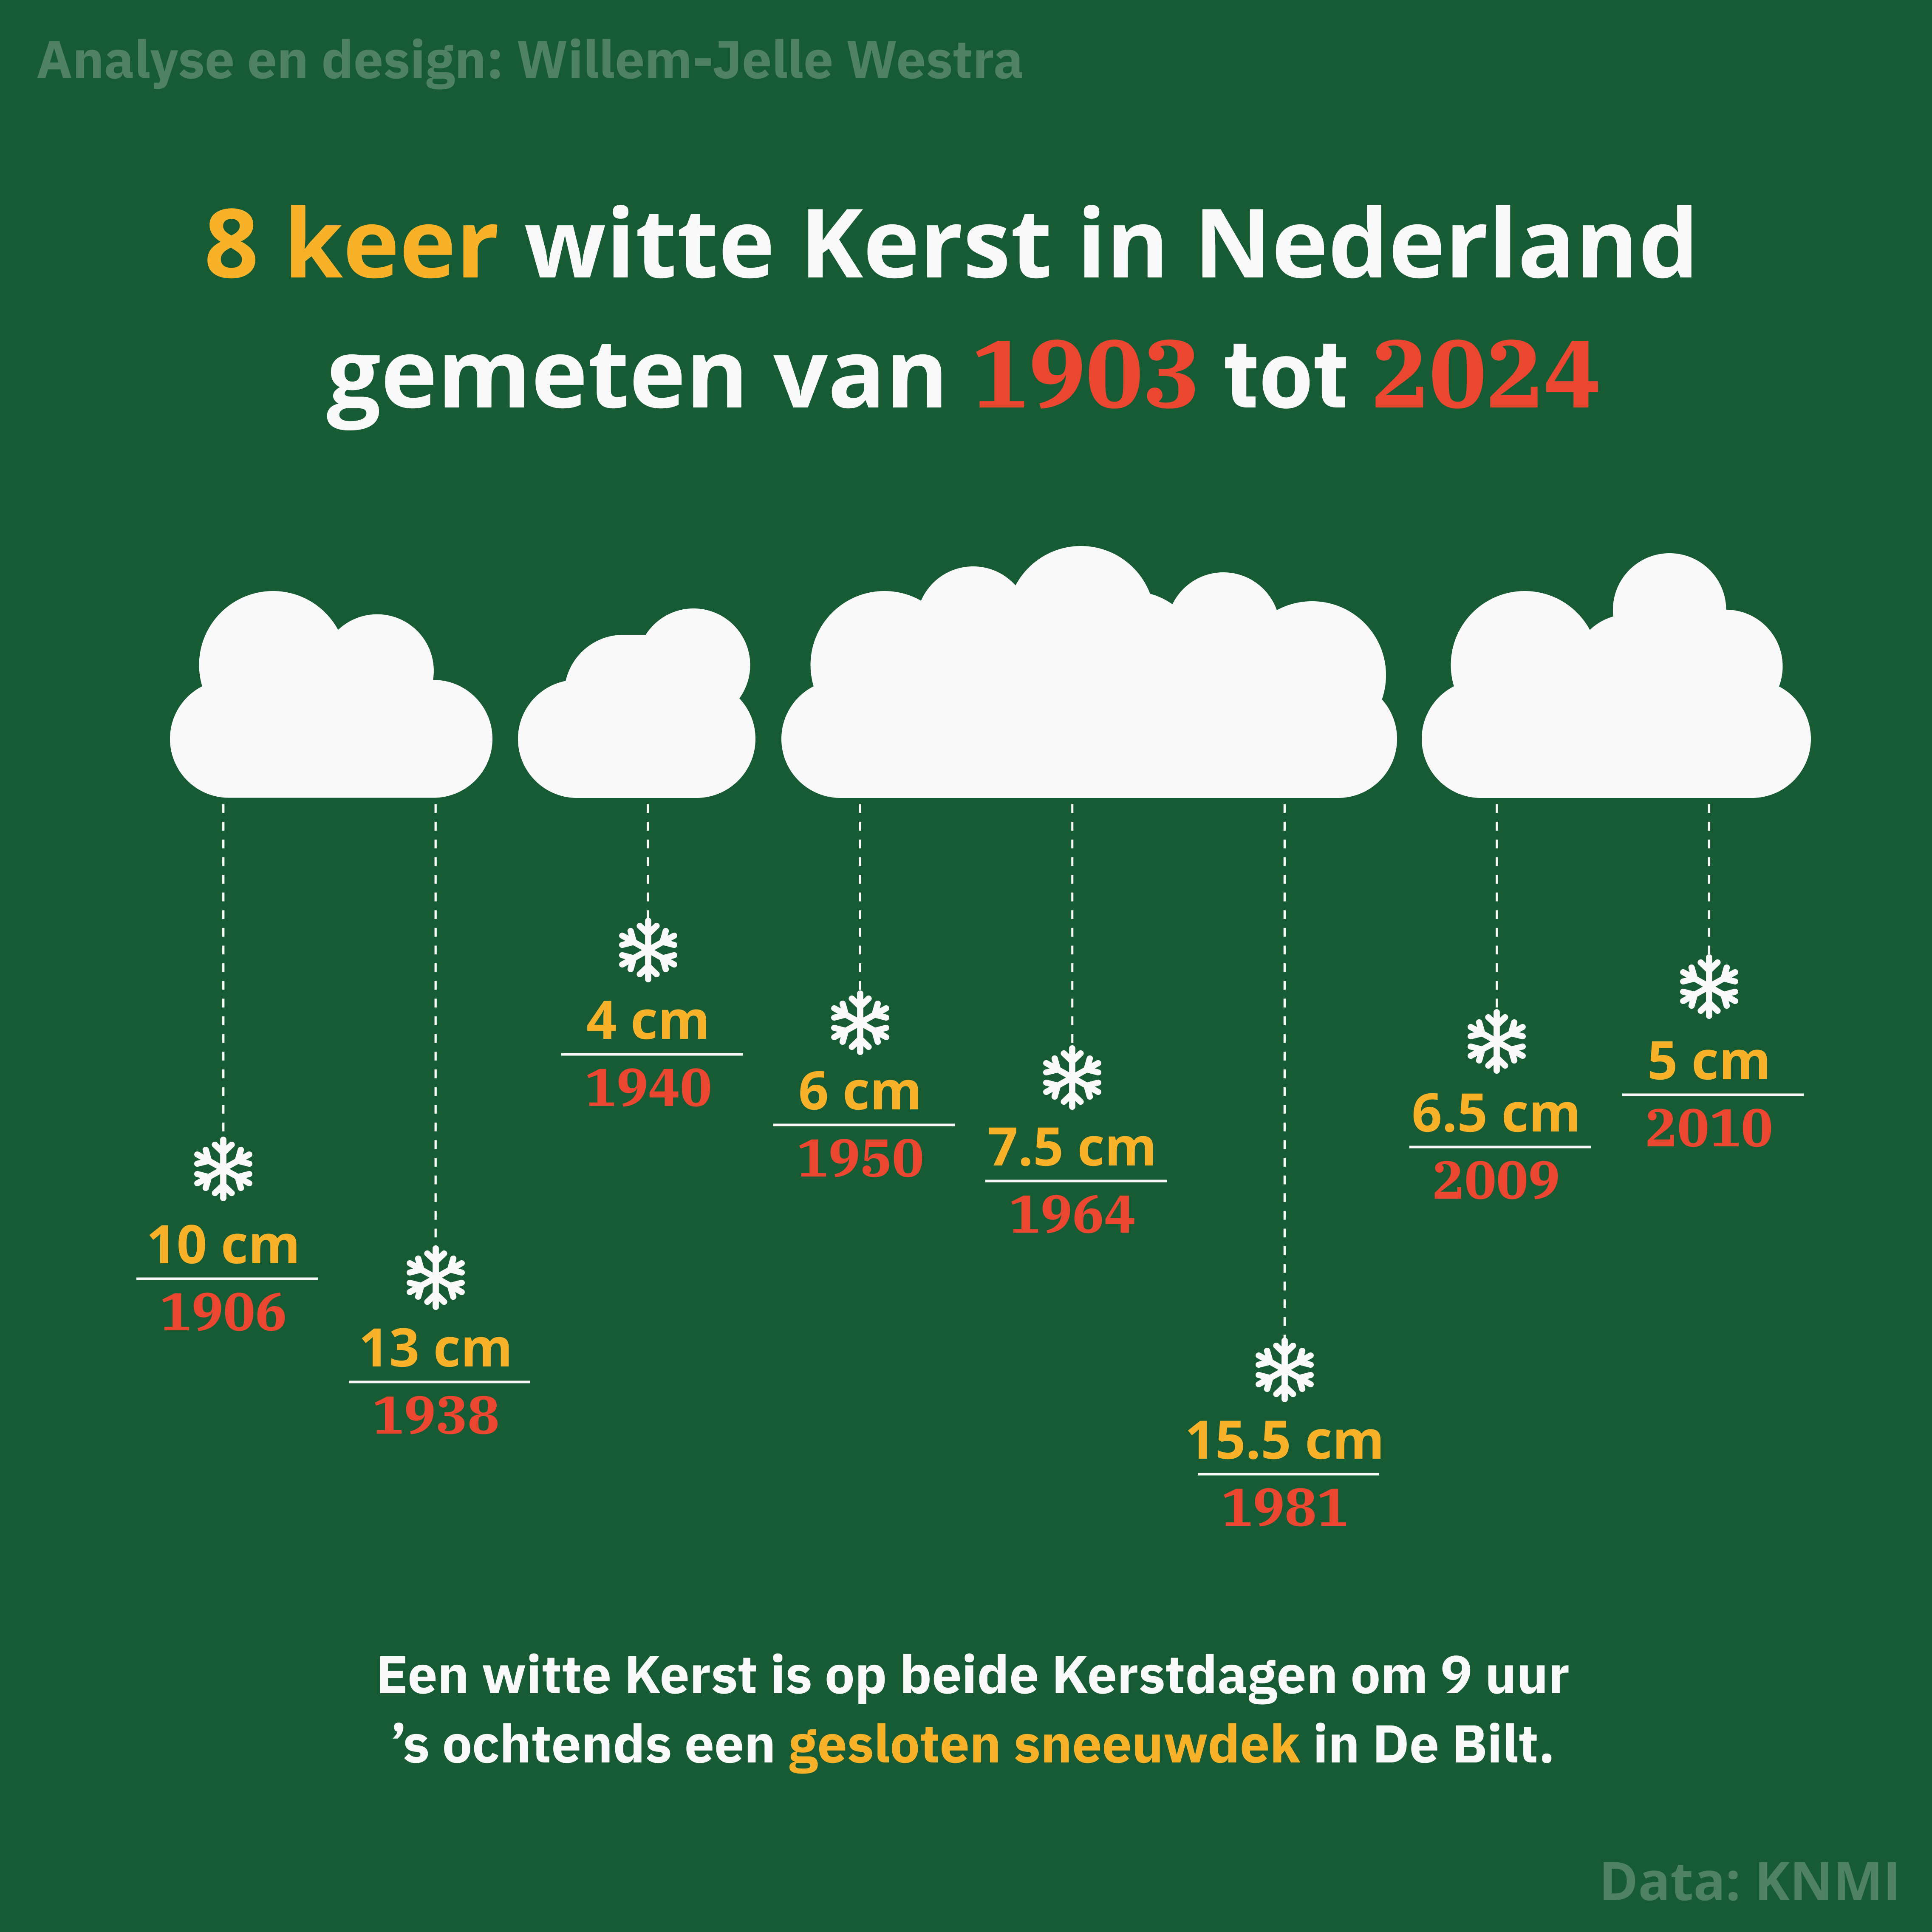 Analyse en design: Willem-Jelle Westra
8 keer witte Kerst in Nederland
gemeten van 1903 tot 2024
10 cm
1906
13 cm
1938
4 cm
1940
6 cm
1950
7.5 cm
1964
15.5 cm
1981
6.5 cm
2009
5 cm
2010
Een witte Kerst is op beide Kerstdagen om 9 uur
’s ochtends een gesloten sneeuwdek in De Bilt.
Data: KNMI